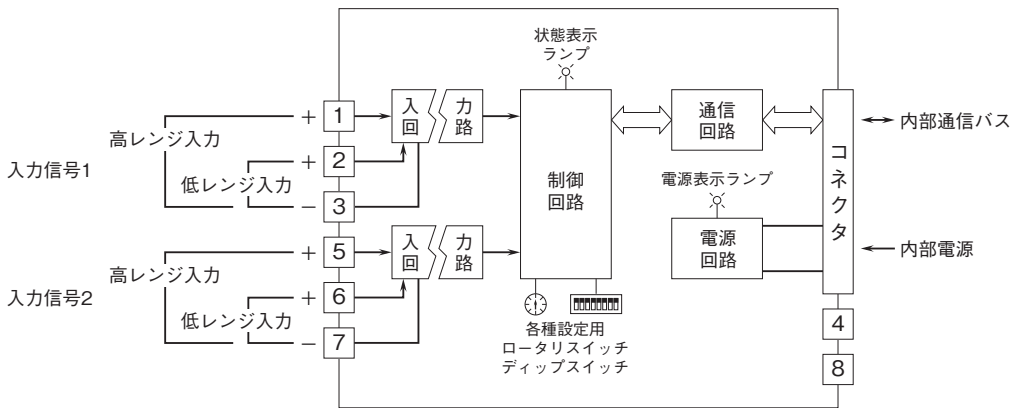 状態表示
ランプ
入力信号1
高レンジ入力
低レンジ入力
+ 1
+ 2
− 3
入 力
回 路
入力信号2
高レンジ入力
低レンジ入力
+ 5
+ 6
− 7
入 力
回 路
制御
回路
各種設定用
ロータリスイッチ
ディップスイッチ
通信
回路
電源表示ランプ
電源
回路
コネクタ
内部通信バス
内部電源
4
8